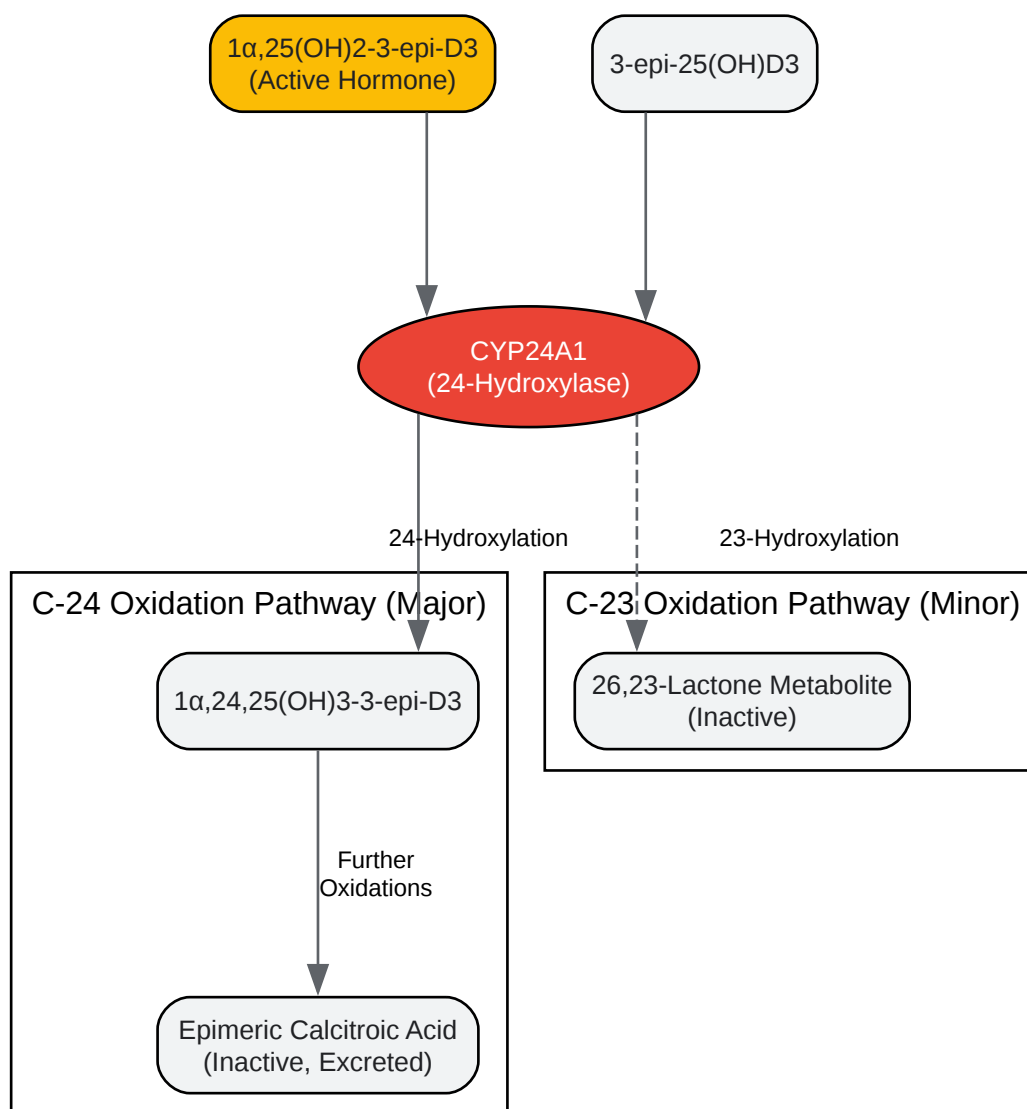 1α,25(OH)2-3-epi-D3
(Active Hormone)
3-epi-25(OH)D3
CYP24A1
(24-Hydroxylase)
24-Hydroxylation
23-Hydroxylation
C-24 Oxidation Pathway (Major)
C-23 Oxidation Pathway (Minor)
1α,24,25(OH)3-3-epi-D3
26,23-Lactone Metabolite
(Inactive)
Further
Oxidations
Epimeric Calcitroic Acid
(Inactive, Excreted)